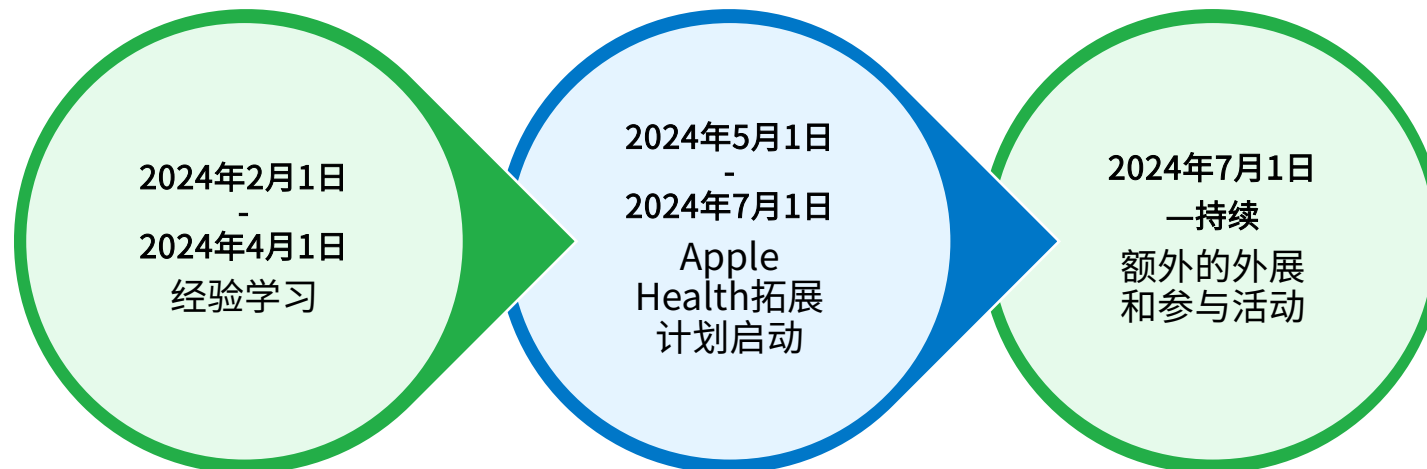 2024年2月1日
-
2024年4月1日
经验学习
2024年5月1日
-
2024年7月1日
Apple
Health拓展
计划启动
2024年7月1日
—持续
额外的外展
和参与活动